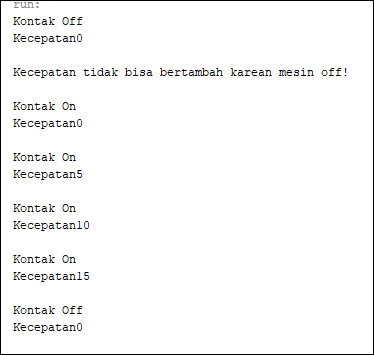 run:
Kontak Off
Kecepatan0
Kecepatan tidak bisa bertambah karean mesin off!
Kontak On
Kecepatan0
Kontak On
Kecepatan5
Kontak On
Kecepatan10
Kontak On
Kecepatan15
Kontak Off
Kecepatan0